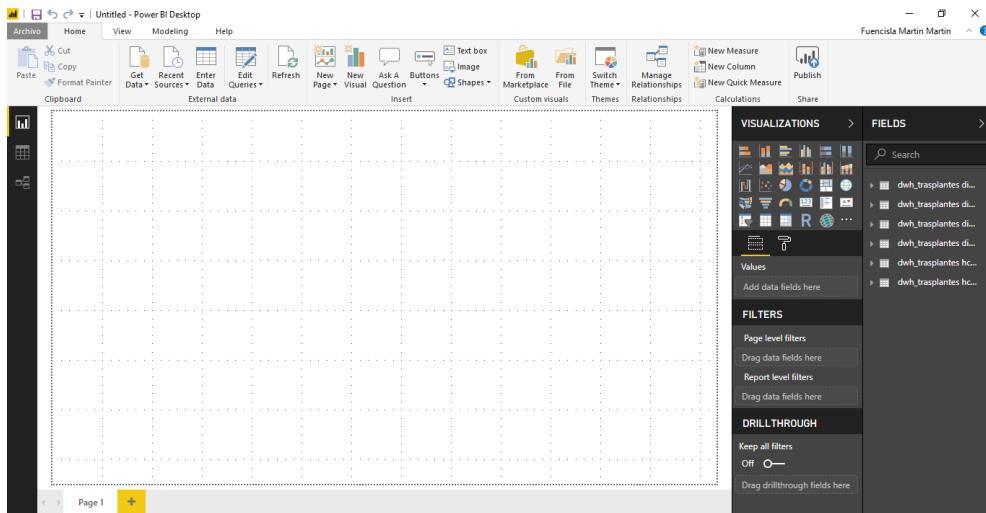 Untitled - Power BI Desktop
Archivo Home View Modeling Help Fuencisla Martin Martin
Paste
Cut
Copy
Format Painter
Clipboard
Get Data
Recent Sources
Enter Data
Edit Queries
External data
Refresh
New Page
New Visual
Ask A Question
Buttons
Text box
Image
Shapes
Insert
From Marketplace
From File
Custom visuals
Switch Theme
Themes
Manage Relationships
Relationships
New Measure
New Column
New Quick Measure
Calculations
Publish
Share
VISUALIZATIONS
123
R
Values
Add data fields here
FILTERS
Page level filters
Drag data fields here
Report level filters
Drag data fields here
DRILLTHROUGH
Keep all filters
Off
Drag drillthrough fields here
FIELDS
Search
dwh_trasplantes di...
dwh_trasplantes di...
dwh_trasplantes di...
dwh_trasplantes di...
dwh_trasplantes hc...
dwh_trasplantes hc...
Page 1